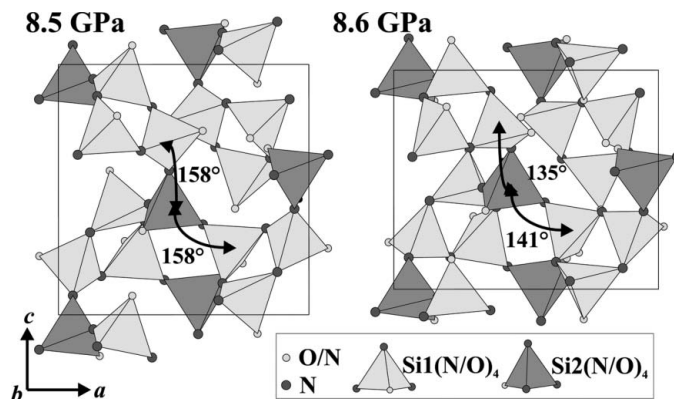 8.5 GPa
8.6 GPa
158°
158°
135°
141°
c
b
a
O/N
N
Si1(N/O)4
Si2(N/O)4